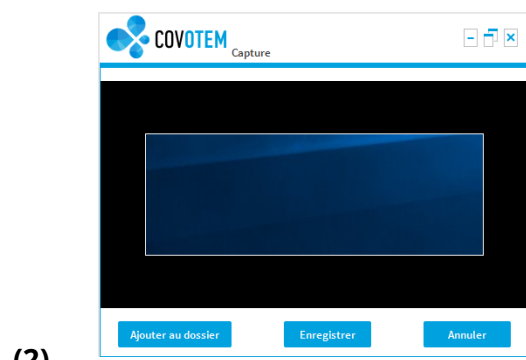 COVOTEM
Capture
Ajouter au dossier
Enregistrer
Annuler
(2)